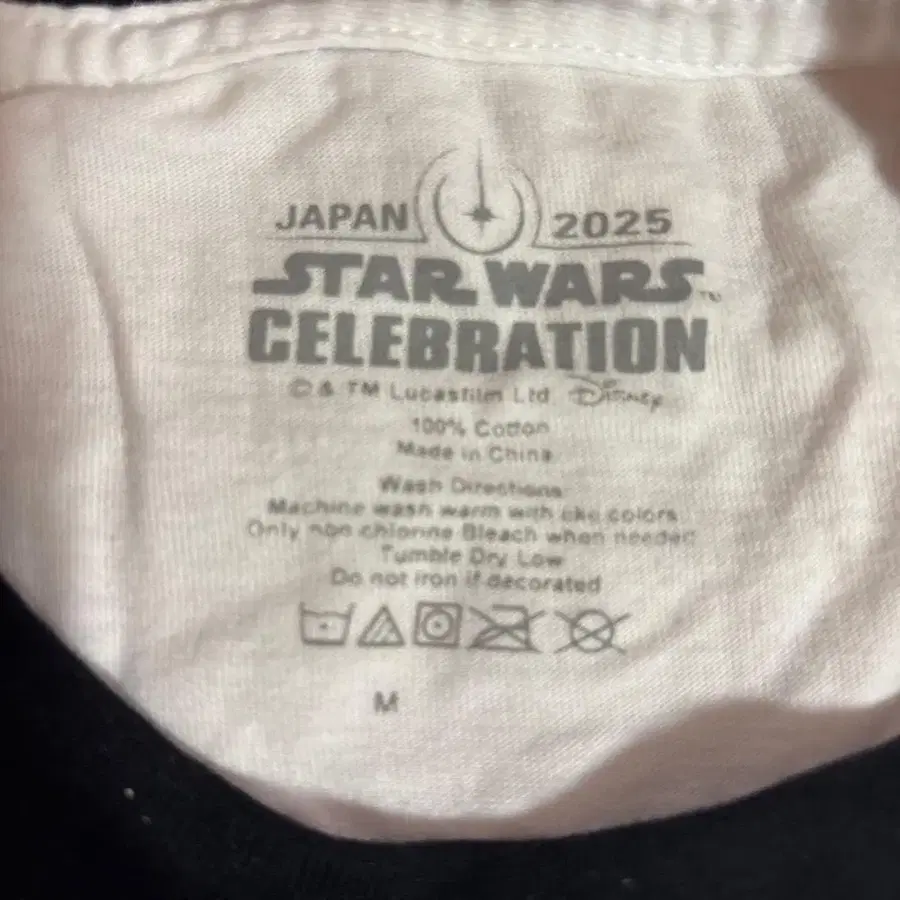 JAPAN 2025
STAR WARS™
CELEBRATION
© & TM Lucasfilm Ltd Disney
100% Cotton
Made in China
Wash Directions
Machine wash warm with like colors
Only non chlorine Bleach when needed
Tumble Dry Low
Do not iron if decorated
M